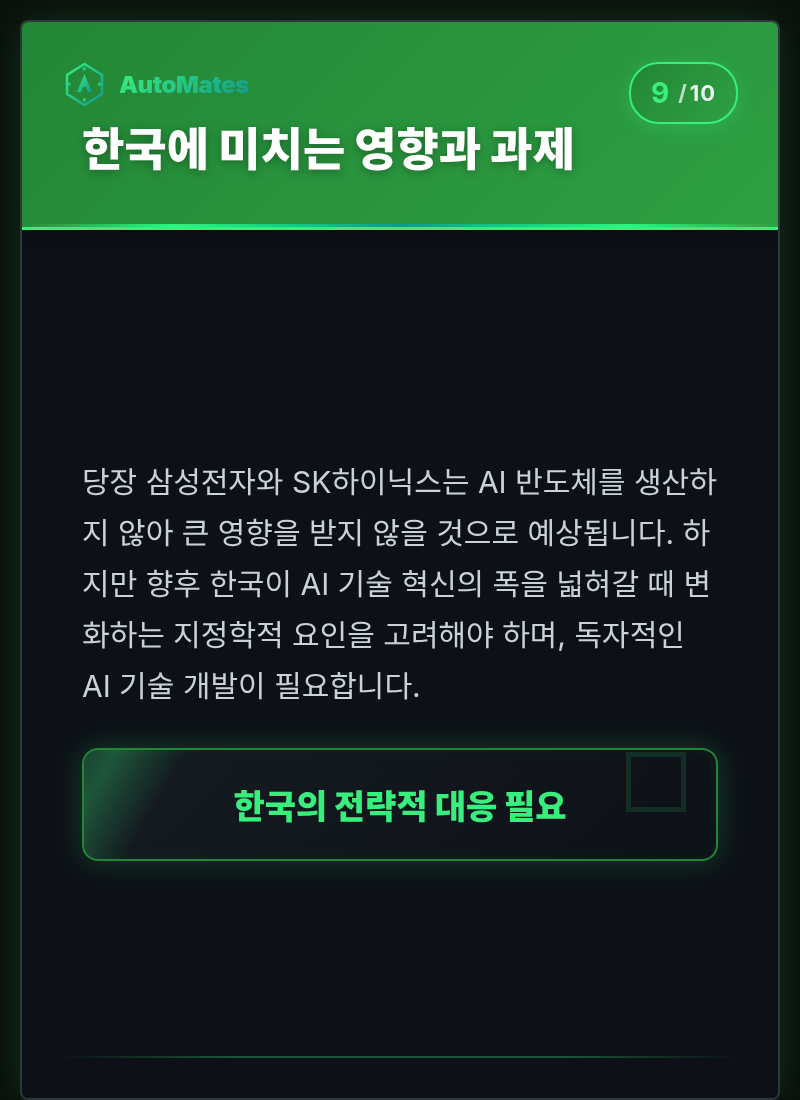 AutoMates
9 /10
한국에 미치는 영향과 과제
당장 삼성전자와 SK하이닉스는 AI 반도체를 생산하
지 않아 큰 영향을 받지 않을 것으로 예상됩니다. 하
지만 향후 한국이 AI 기술 혁신의 폭을 넓혀갈 때 변
화하는 지정학적 요인을 고려해야 하며, 독자적인
AI 기술 개발이 필요합니다.
한국의 전략적 대응 필요